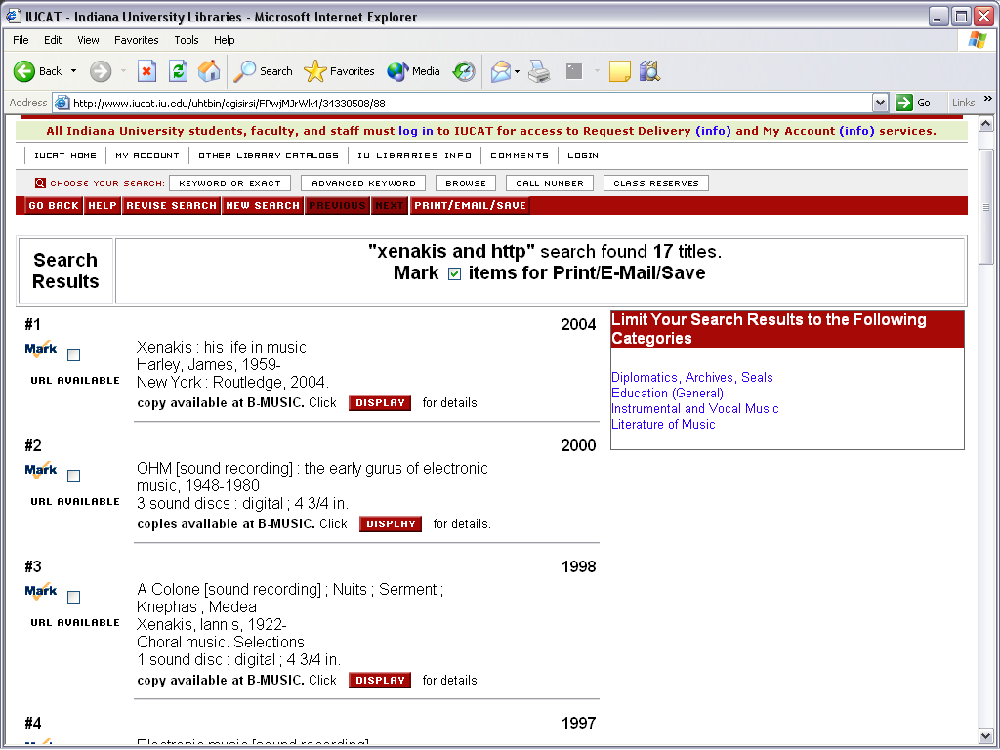 IUCAT - Indiana University Libraries - Microsoft Internet Explorer
File Edit View Favorites Tools Help
Back Search Favorites Media
Address http://www.iucat.iu.edu/uhtbin/cgisirsi/FPwjMJrWk4/34330508/88 Go Links »
All Indiana University students, faculty, and staff must log in to IUCAT for access to Request Delivery (info) and My Account (info) services.
IUCAT HOME MY ACCOUNT OTHER LIBRARY CATALOGS IU LIBRARIES INFO COMMENTS LOGIN
CHOOSE YOUR SEARCH: KEYWORD OR EXACT ADVANCED KEYWORD BROWSE CALL NUMBER CLASS RESERVES
GO BACK HELP REVISE SEARCH NEW SEARCH PREVIOUS NEXT PRINT/EMAIL/SAVE
Search Results
"xenakis and http" search found 17 titles.
Mark items for Print/E-Mail/Save
#1 2004
Mark
URL AVAILABLE
Xenakis : his life in music
Harley, James, 1959-
New York : Routledge, 2004.
copy available at B-MUSIC. Click DISPLAY for details.
#2 2000
Mark
URL AVAILABLE
OHM [sound recording] : the early gurus of electronic
music, 1948-1980
3 sound discs : digital ; 4 3/4 in.
copies available at B-MUSIC. Click DISPLAY for details.
#3 1998
Mark
URL AVAILABLE
A Colone [sound recording] ; Nuits ; Serment ;
Knephas ; Medea
Xenakis, Iannis, 1922-
Choral music. Selections
1 sound disc : digital ; 4 3/4 in.
copy available at B-MUSIC. Click DISPLAY for details.
#4 1997
Mark
Electronic music [sound recording]
Limit Your Search Results to the Following
Categories
Diplomatics, Archives, Seals
Education (General)
Instrumental and Vocal Music
Literature of Music